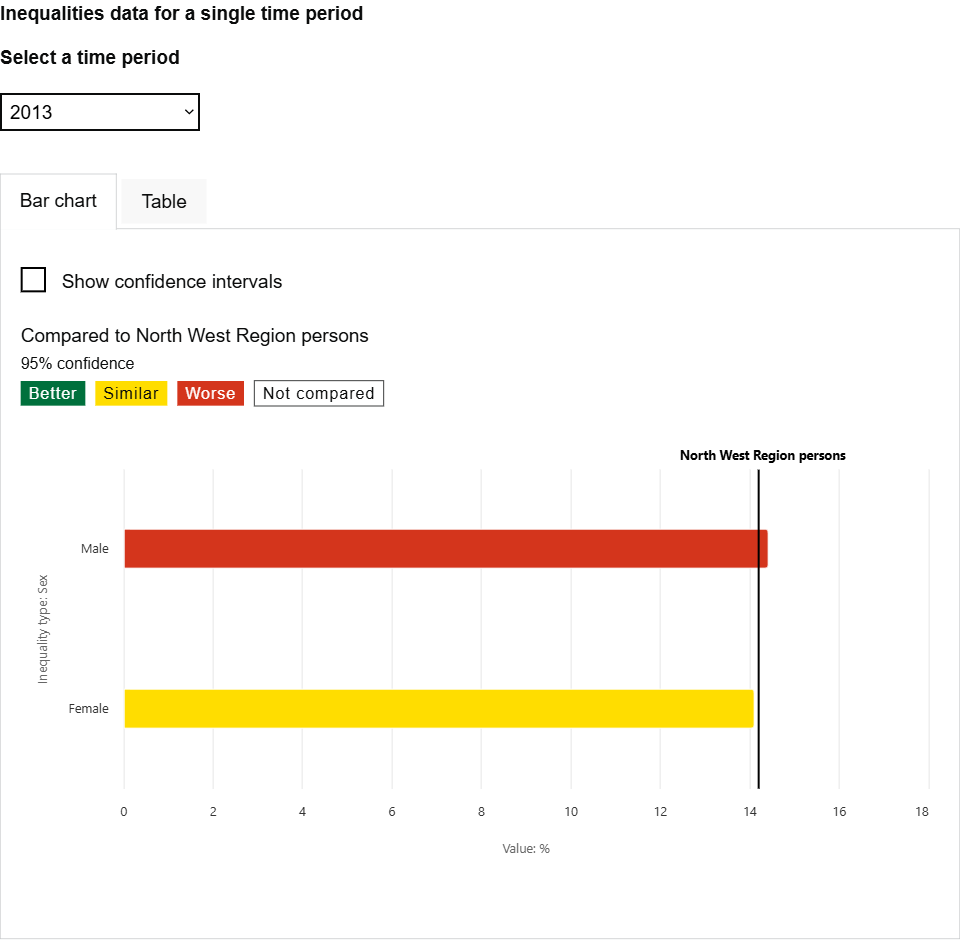 Inequalities data for a single time period
Select a time period
2013
Bar chart Table
Show confidence intervals
Compared to North West Region persons
95% confidence
Better Similar Worse Not compared
North West Region persons
Male
Inequality type: Sex
Female
0 2 4 6 8 10 12 14 16 18
Value: %